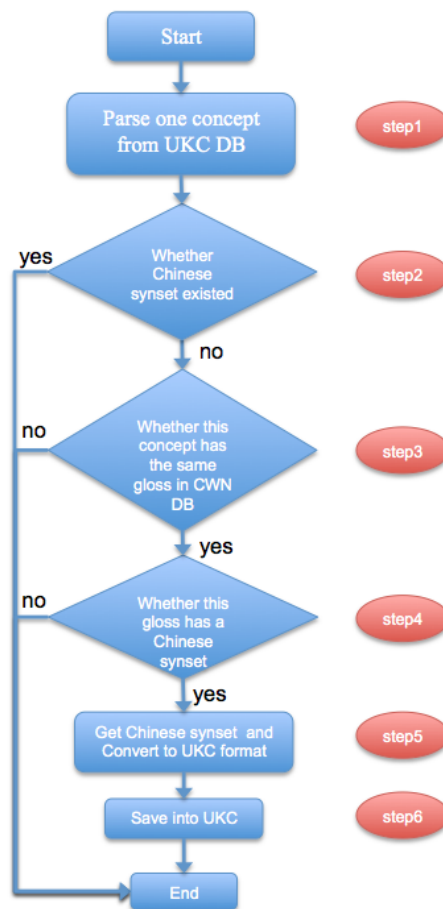 Start
Parse one concept
from UKC DB
step1
yes
Whether
Chinese
synset existed
step2
no
no
Whether this
concept has
the same
gloss in CWN
DB
step3
yes
no
Whether this
gloss has a
Chinese
synset
step4
yes
Get Chinese synset and
Convert to UKC format
step5
Save into UKC
step6
End